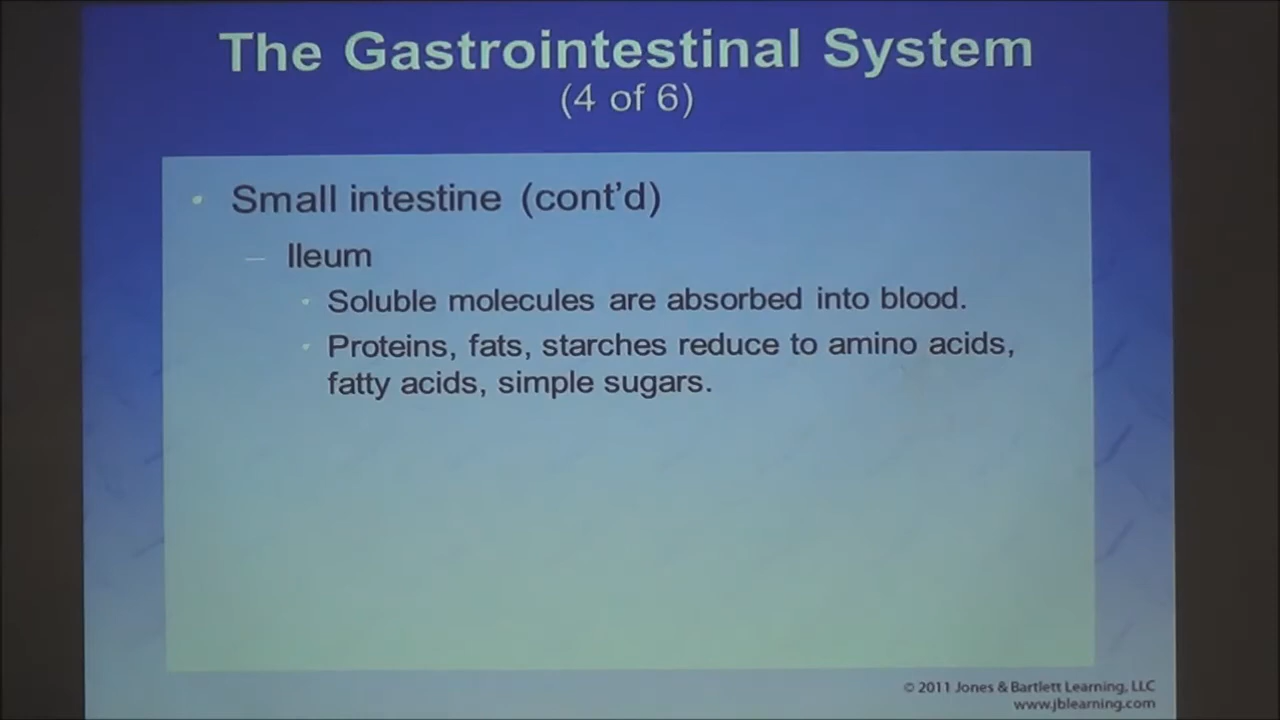 The Gastrointestinal System
(4 of 6)
• Small intestine (cont’d)
– Ileum
• Soluble molecules are absorbed into blood.
• Proteins, fats, starches reduce to amino acids,
fatty acids, simple sugars.
© 2011 Jones & Bartlett Learning, LLC
www.jblearning.com